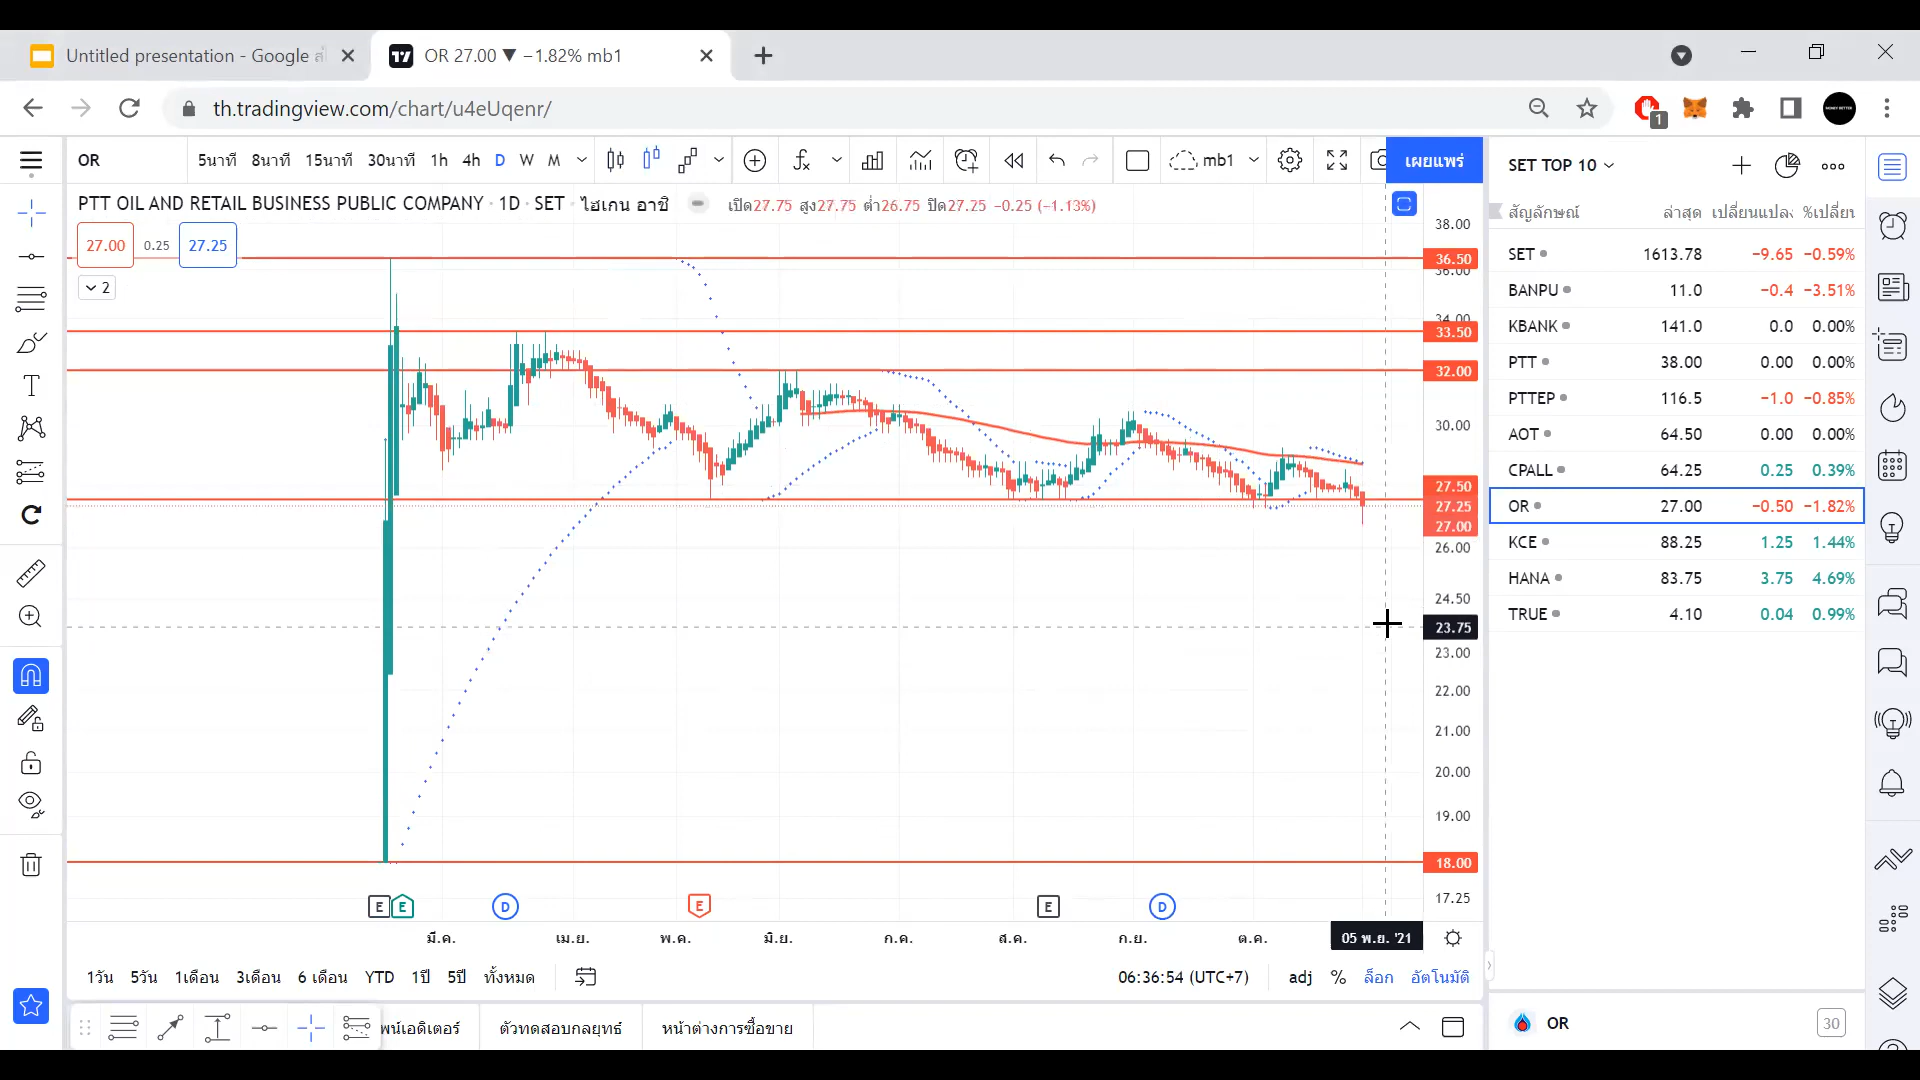 Untitled presentation - Google ส
OR 27.00 ▼ −1.82% mb1
th.tradingview.com/chart/u4eUqenr/
1
OR
5นาที 8นาที 15นาที 30นาที 1h 4h D W M
mb1
เผยแพร่
PTT OIL AND RETAIL BUSINESS PUBLIC COMPANY · 1D · SET · ไฮเกน อาชิ
เปิด27.75 สูง27.75 ต่ำ26.75 ปิด27.25 −0.25 (−1.13%)
27.00 0.25 27.25
2
38.00
36.50
36.00
34.00
33.50
32.00
30.00
27.50
27.25
27.00
26.00
24.50
23.75
23.00
22.00
21.00
20.00
19.00
18.00
17.25
E E D E E D
มี.ค. เม.ย. พ.ค. มิ.ย. ก.ค. ส.ค. ก.ย. ต.ค. 05 พ.ย. '21
1วัน 5วัน 1เดือน 3เดือน 6 เดือน YTD 1ปี 5ปี ทั้งหมด
06:36:54 (UTC+7) adj % ล็อก อัตโนมัติ
พน์เอดิเตอร์ ตัวทดสอบกลยุทธ์ หน้าต่างการซื้อขาย
SET TOP 10
สัญลักษณ์ ล่าสุด เปลี่ยนแปลง %เปลี่ยน
SET 1613.78 −9.65 −0.59%
BANPU 11.0 −0.4 −3.51%
KBANK 141.0 0.0 0.00%
PTT 38.00 0.00 0.00%
PTTEP 116.5 −1.0 −0.85%
AOT 64.50 0.00 0.00%
CPALL 64.25 0.25 0.39%
OR 27.00 −0.50 −1.82%
KCE 88.25 1.25 1.44%
HANA 83.75 3.75 4.69%
TRUE 4.10 0.04 0.99%
OR 30